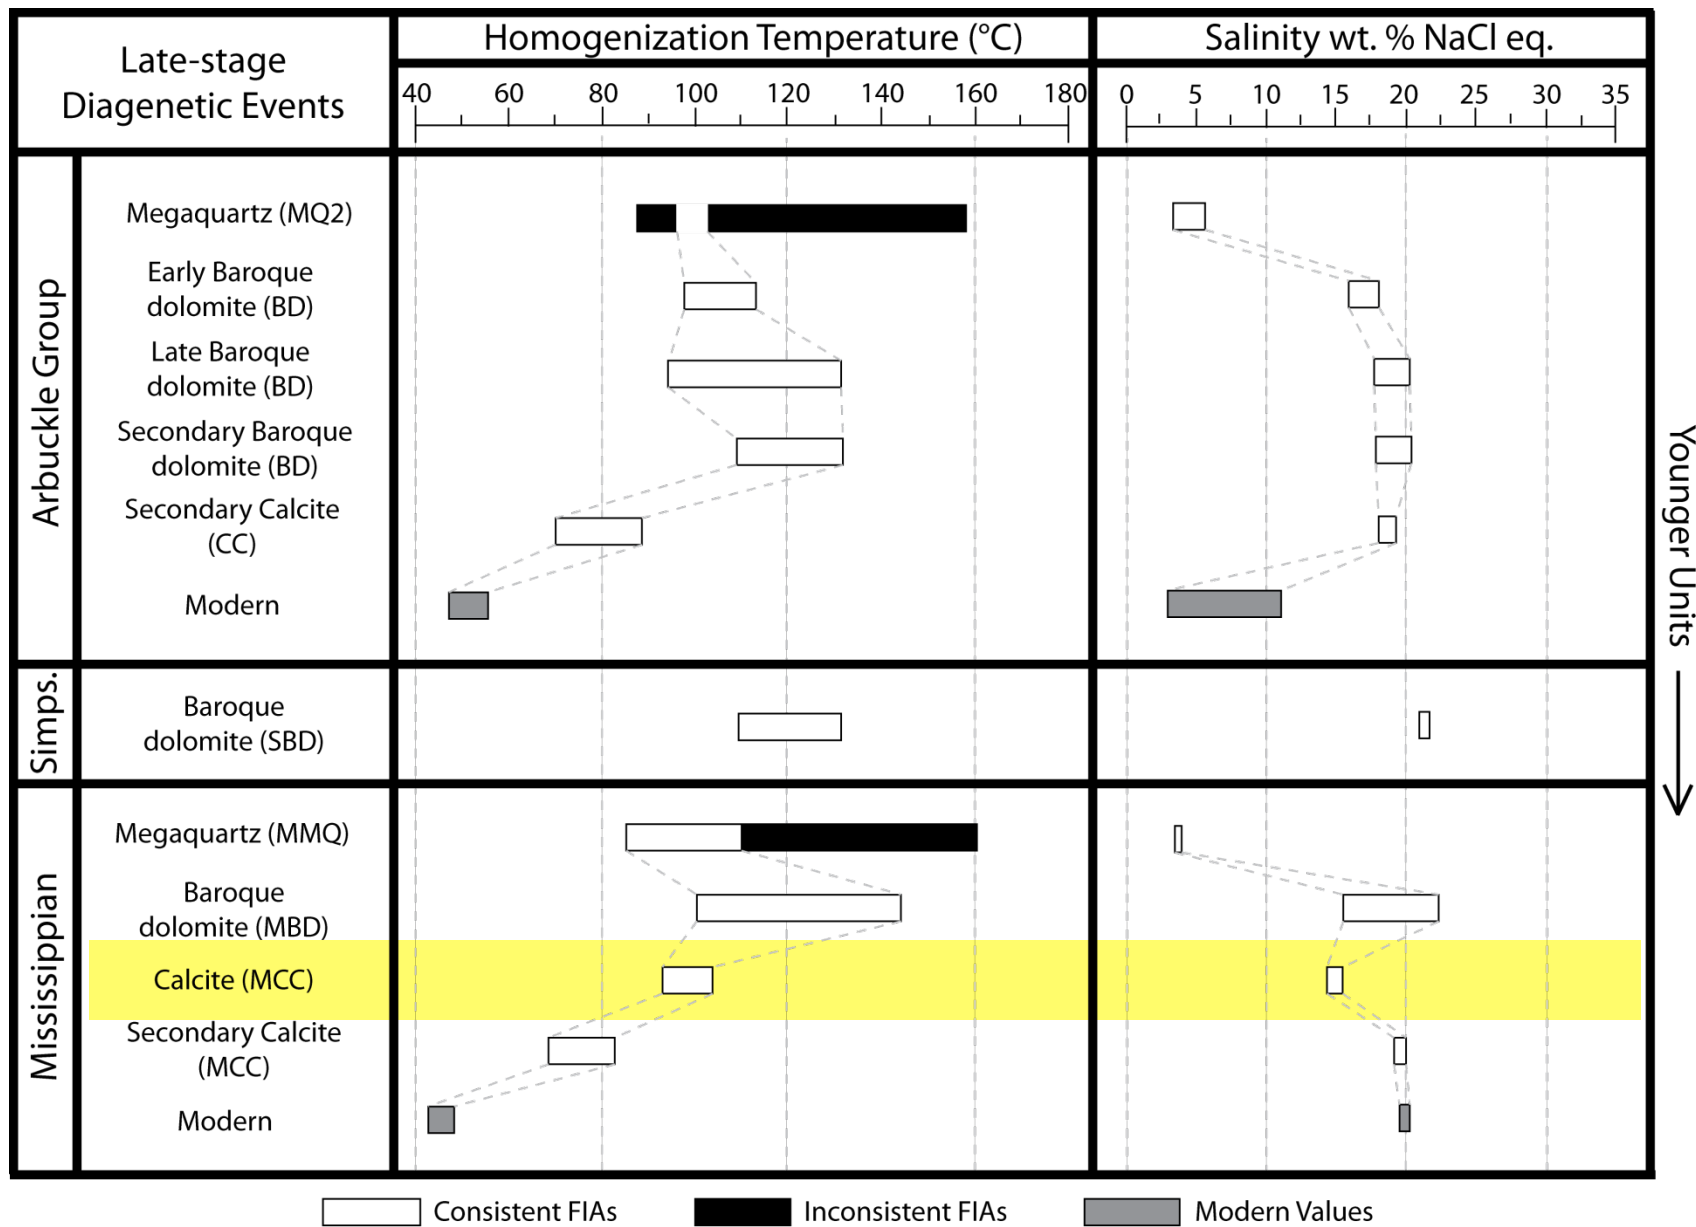 Late-stage
Diagenetic Events
Homogenization Temperature (°C)
Salinity wt. % NaCl eq.
40 60 80 100 120 140 160 180
0 5 10 15 20 25 30 35
Arbuckle Group
Megaquartz (MQ2)
Early Baroque
dolomite (BD)
Late Baroque
dolomite (BD)
Secondary Baroque
dolomite (BD)
Secondary Calcite
(CC)
Modern
Simps.
Baroque
dolomite (SBD)
Mississippian
Megaquartz (MMQ)
Baroque
dolomite (MBD)
Calcite (MCC)
Secondary Calcite
(MCC)
Modern
Younger Units
Consistent FIAs
Inconsistent FIAs
Modern Values